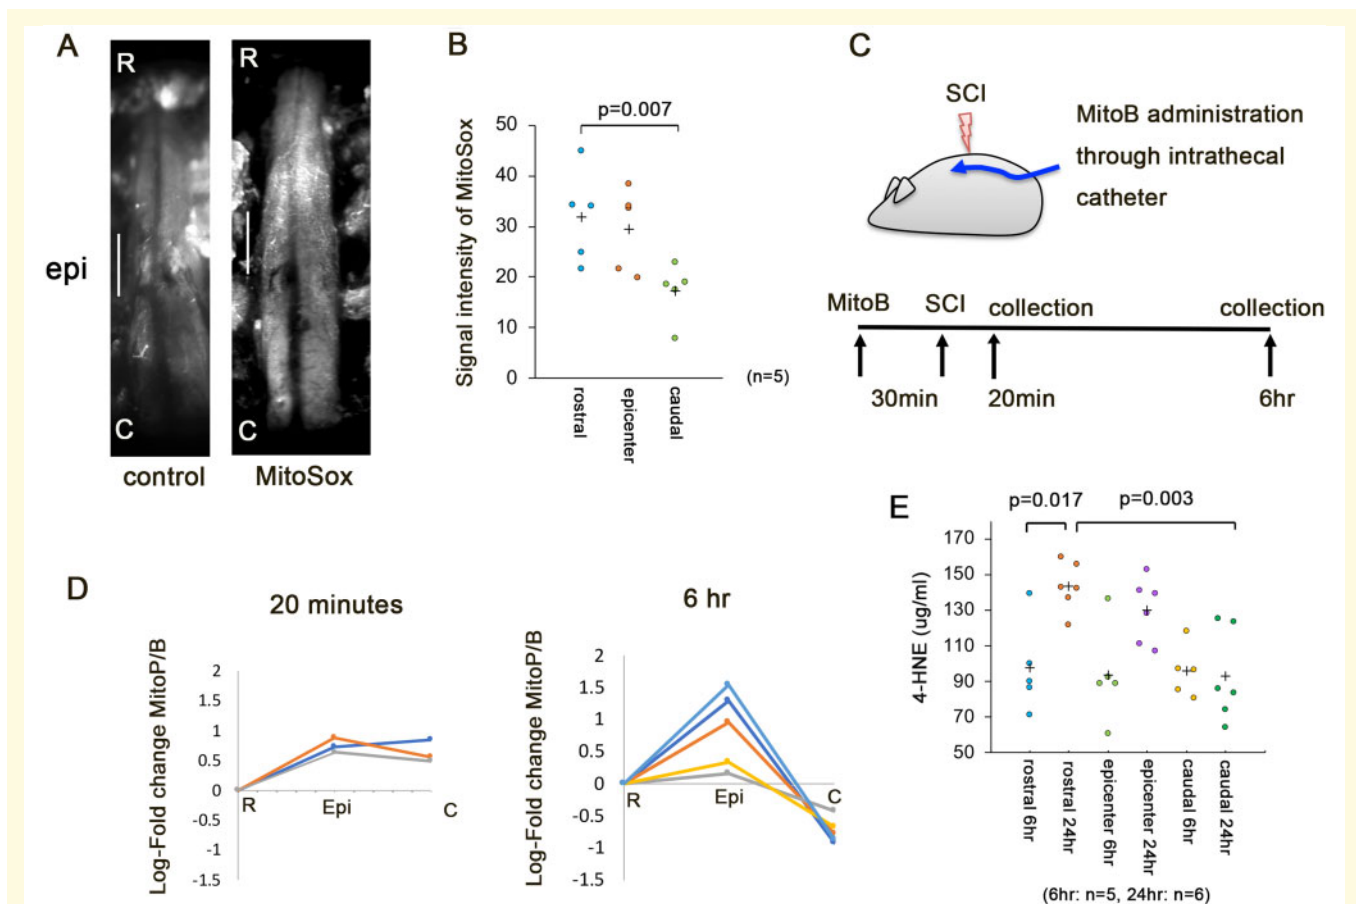 A
R
R
epi
C
C
control
MitoSox
B
p=0.007
Signal intensity of MitoSox
50
40
30
20
10
0
rostral
epicenter
caudal
(n=5)
C
SCI
MitoB administration
through intrathecal
catheter
MitoB
SCI
collection
collection
30min
20min
6hr
D
20 minutes
Log-Fold change MitoP/B
2
1.5
1
0.5
0
-0.5
-1
-1.5
R
Epi
C
6 hr
Log-Fold change MitoP/B
2
1.5
1
0.5
0
-0.5
-1
-1.5
R
Epi
C
E
p=0.017
p=0.003
4-HNE (ug/ml)
170
150
130
110
90
70
50
rostral 6hr
rostral 24hr
epicenter 6hr
epicenter 24hr
caudal 6hr
caudal 24hr
(6hr: n=5, 24hr: n=6)